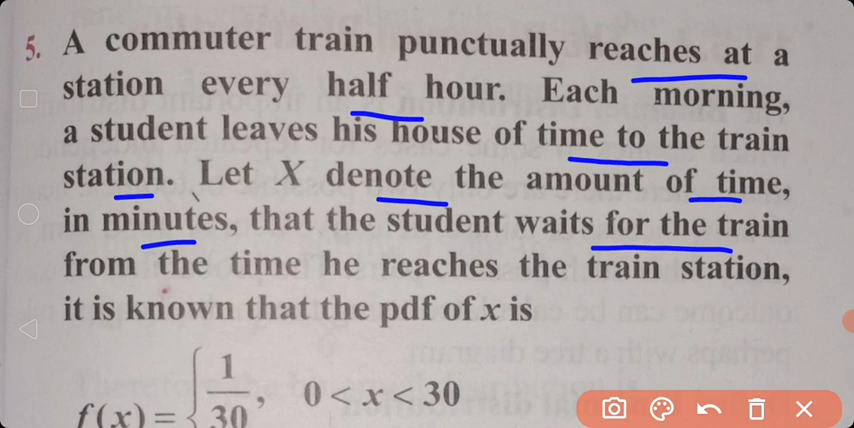 5. A commuter train punctually reaches at a
station every half hour. Each morning,
a student leaves his house of time to the train
station. Let X denote the amount of time,
in minutes, that the student waits for the train
from the time he reaches the train station,
it is known that the pdf of x is
f(x) = { 1/30, 0 < x < 30